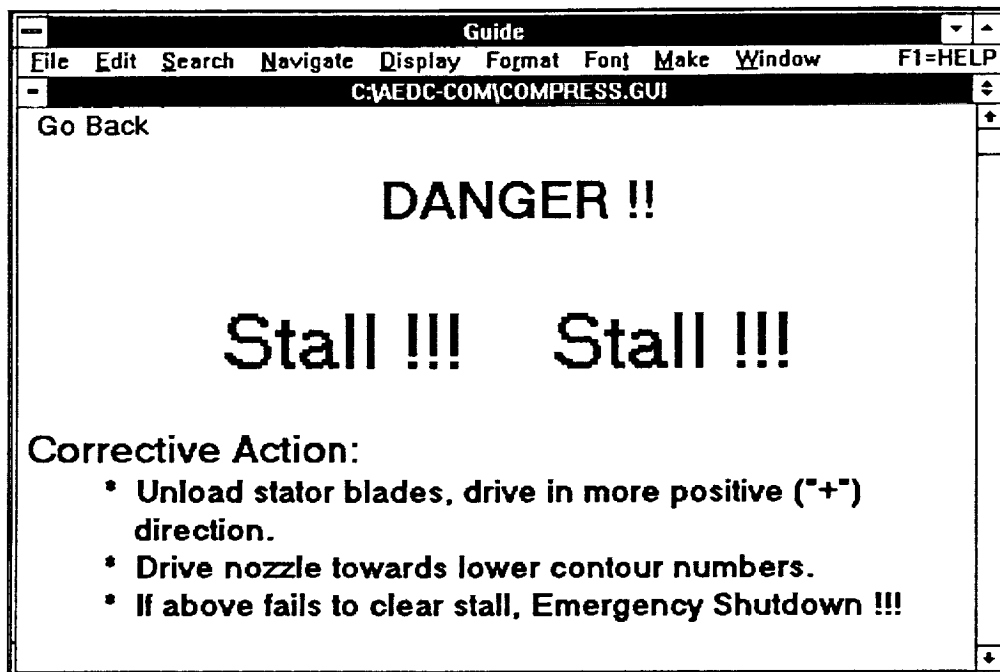 Guide
File Edit Search Navigate Display Format Font Make Window F1=HELP
C:\AEDC-COM\COMPRESS.GUI
Go Back
DANGER !!
Stall !!! Stall !!!
Corrective Action:
* Unload stator blades, drive in more positive ("+")
direction.
* Drive nozzle towards lower contour numbers.
* If above fails to clear stall, Emergency Shutdown !!!